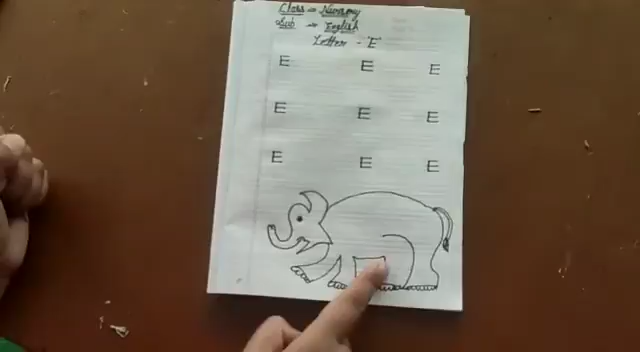 Class → Nursery
Sub → English
Letter - "E"
E E E
E E E
E E E